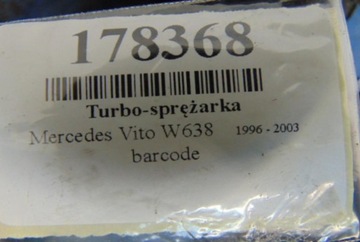 178368
Turbo-sprężarka
Mercedes Vito W638 1996 - 2003
barcode